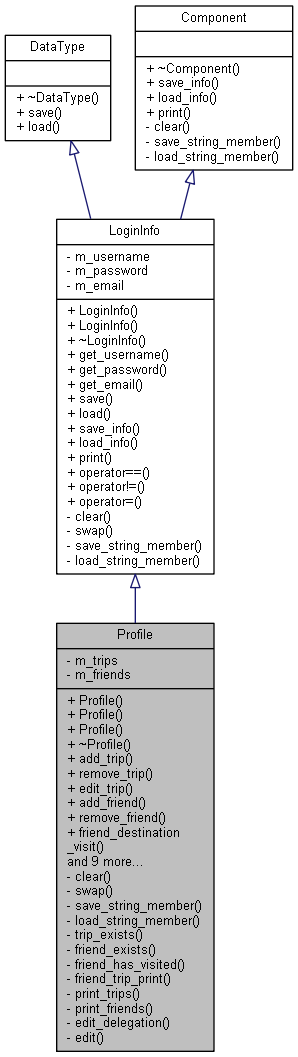 Component
+ ~Component()
+ save_info()
+ load_info()
+ print()
- clear()
- save_string_member()
- load_string_member()
DataType
+ ~DataType()
+ save()
+ load()
LoginInfo
- m_username
- m_password
- m_email
+ LoginInfo()
+ LoginInfo()
+ ~LoginInfo()
+ get_username()
+ get_password()
+ get_email()
+ save()
+ load()
+ save_info()
+ load_info()
+ print()
+ operator==()
+ operator!=()
+ operator=()
- clear()
- swap()
- save_string_member()
- load_string_member()
Profile
- m_trips
- m_friends
+ Profile()
+ Profile()
+ Profile()
+ ~Profile()
+ add_trip()
+ remove_trip()
+ edit_trip()
+ add_friend()
+ remove_friend()
+ friend_destination
_visit()
and 9 more...
- clear()
- swap()
- save_string_member()
- load_string_member()
- trip_exists()
- friend_exists()
- friend_has_visited()
- friend_trip_print()
- print_trips()
- print_friends()
- edit_delegation()
- edit()